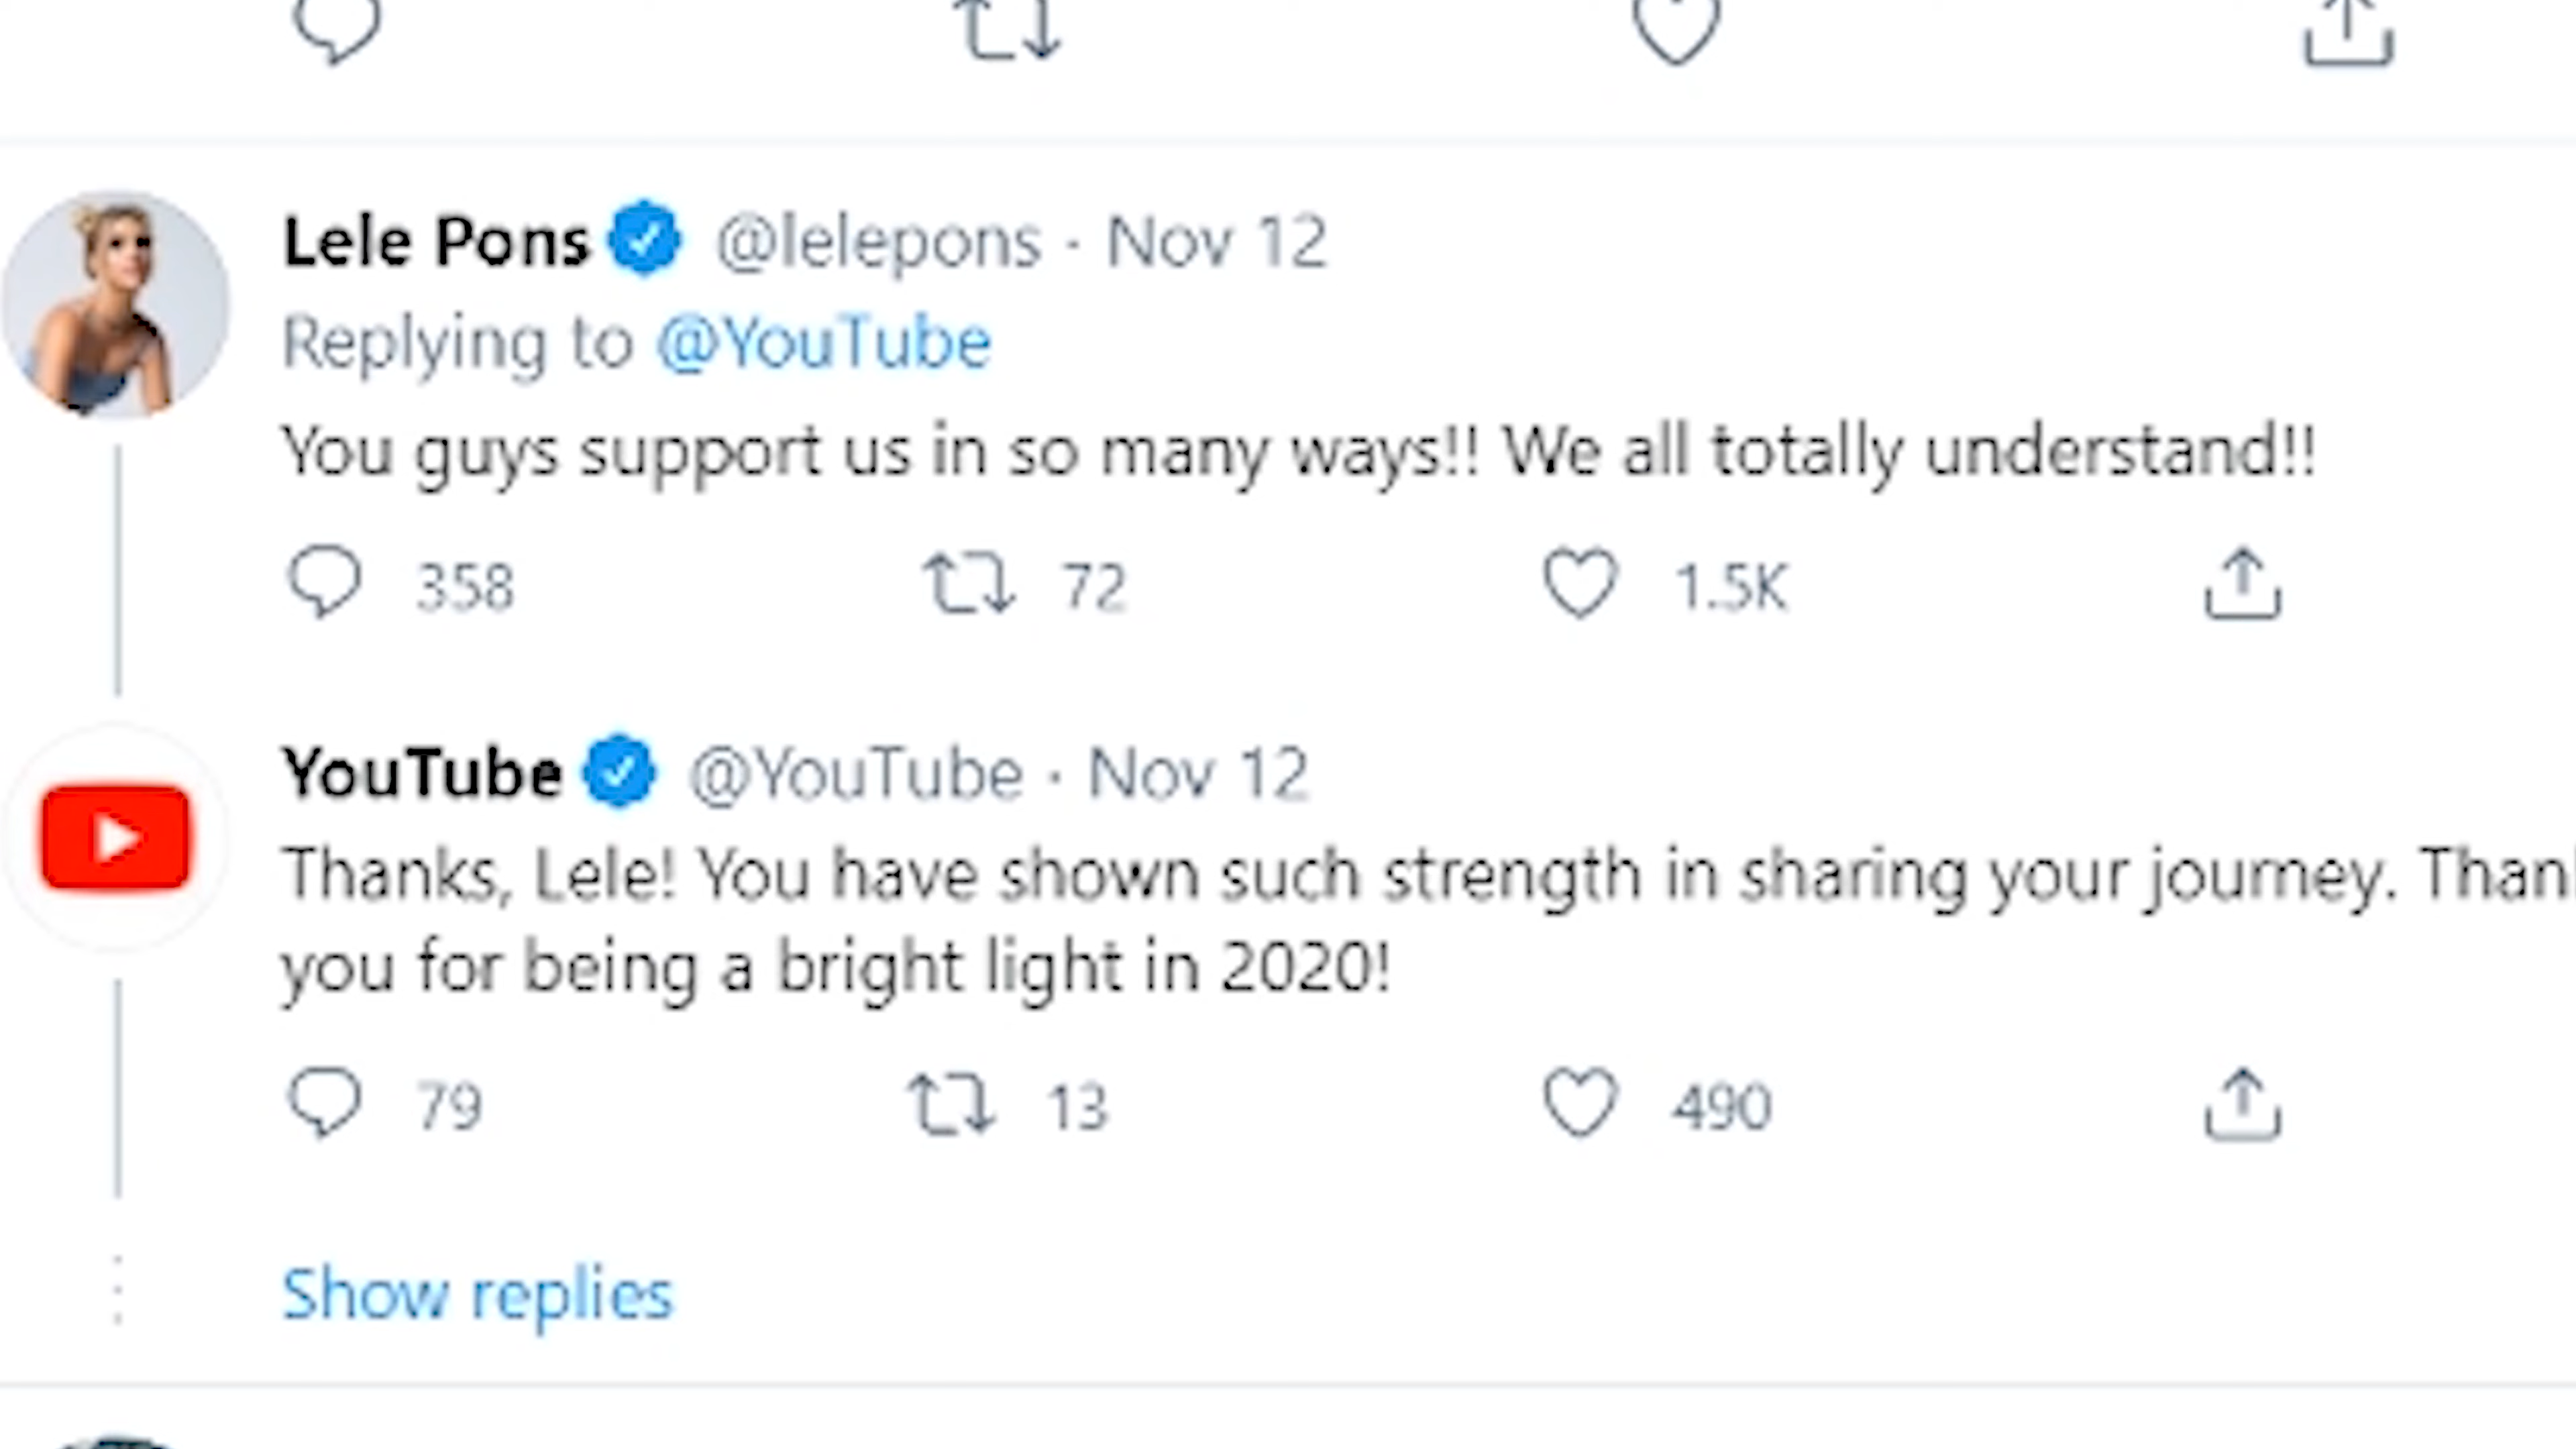 Lele Pons @lelepons · Nov 12
Replying to @YouTube
You guys support us in so many ways!! We all totally understand!!
358 72 1.5K
YouTube @YouTube · Nov 12
Thanks, Lele! You have shown such strength in sharing your journey. Than
you for being a bright light in 2020!
79 13 490
Show replies